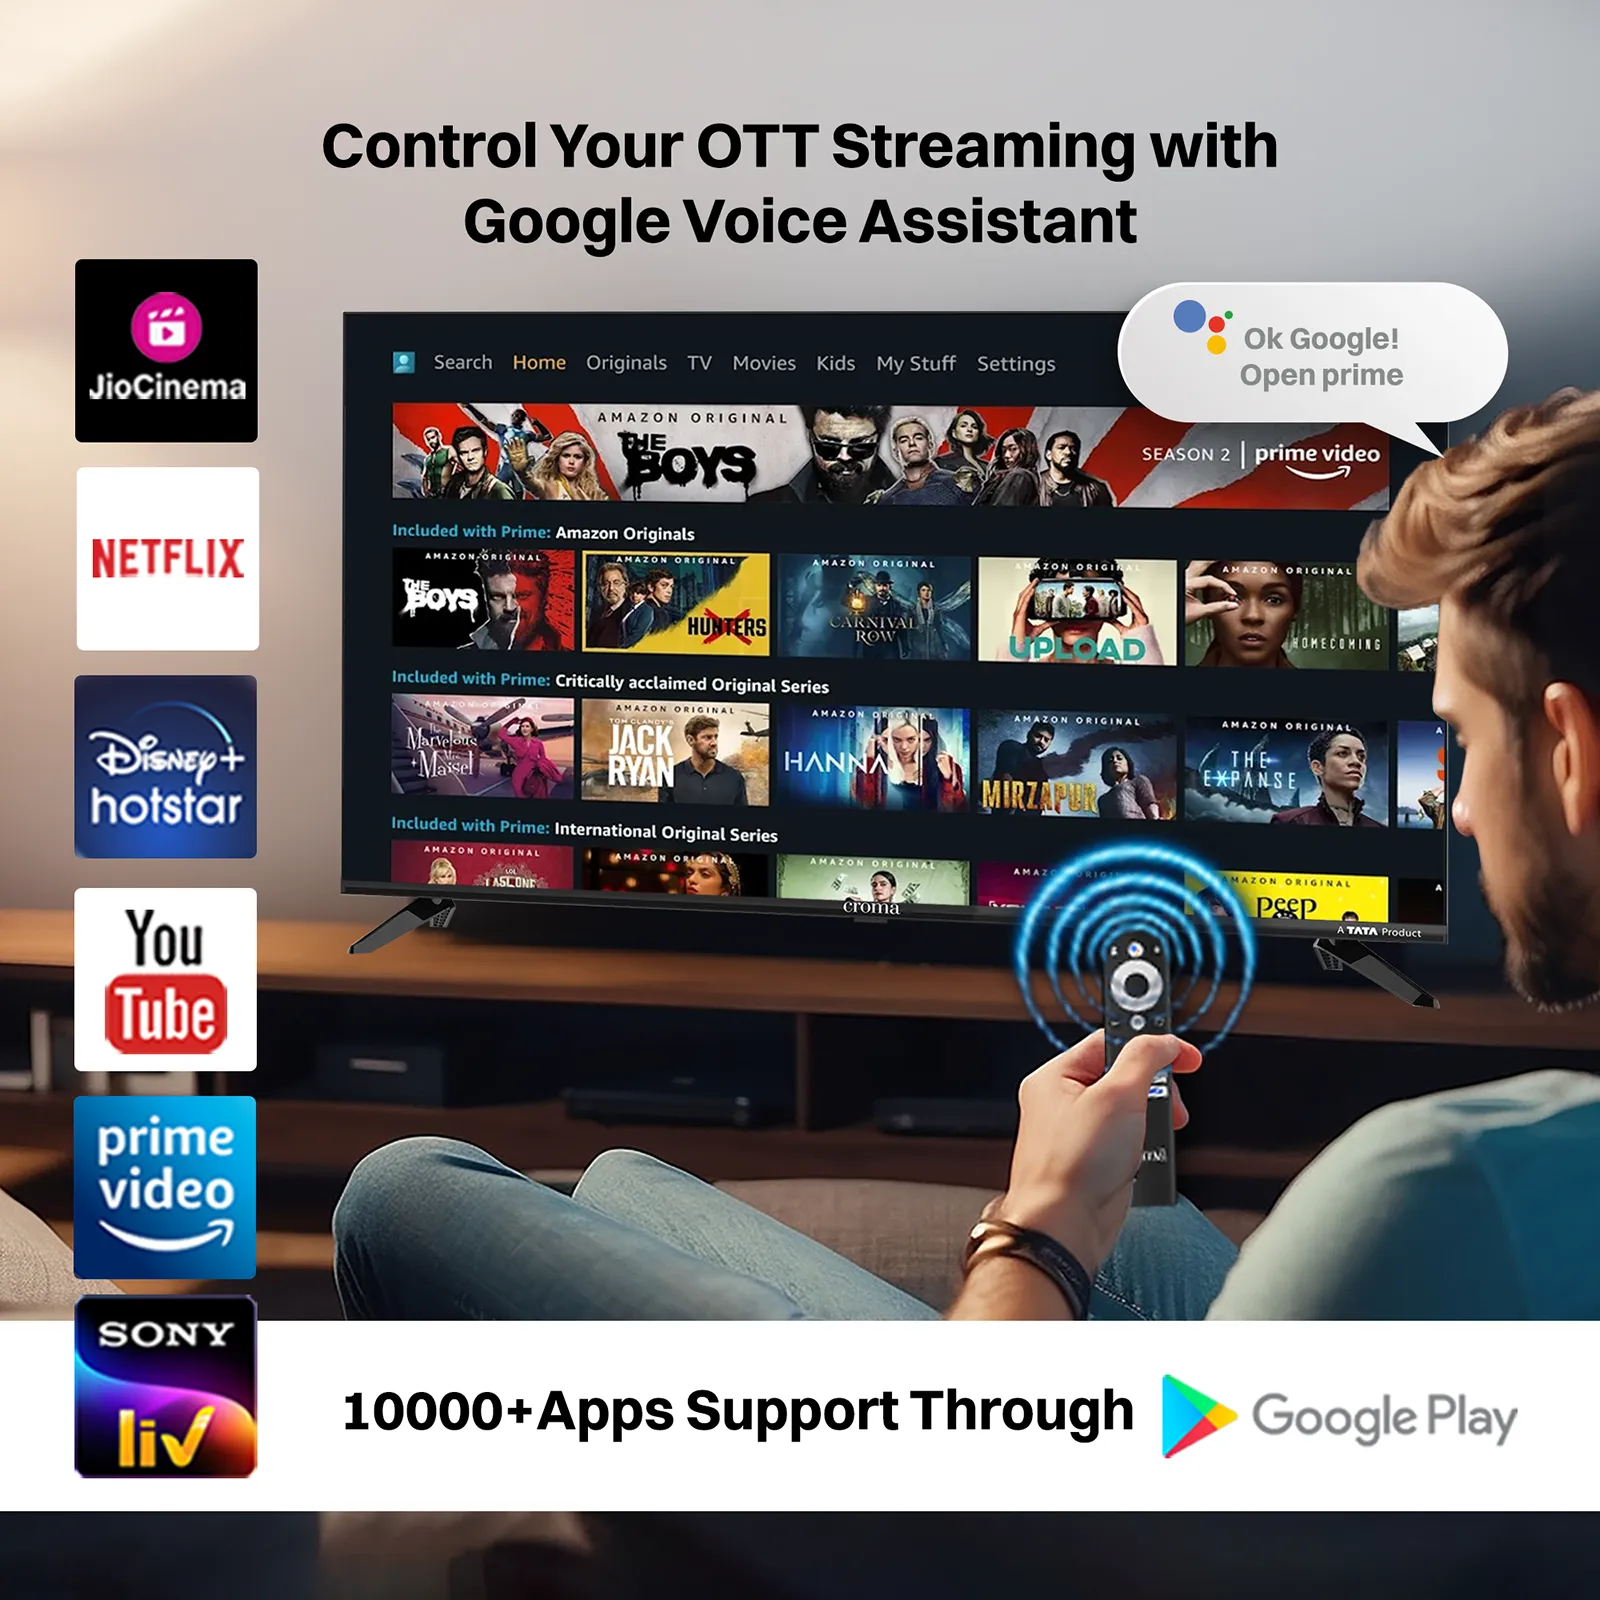 Control Your OTT Streaming with
Google Voice Assistant
JioCinema
NETFLIX
Disney+
hotstar
You
Tube
prime
video
SONY
liv
Ok Google!
Open prime
Search Home Originals TV Movies Kids My Stuff Settings
AMAZON ORIGINAL
THE
BOYS
SEASON 2 | prime video
Included with Prime: Amazon Originals
AMAZON ORIGINAL
THE
BOYS
AMAZON ORIGINAL
HUNTERS
AMAZON ORIGINAL
CARNIVAL
ROW
AMAZON ORIGINAL
UPLOAD
AMAZON ORIGINAL
HOMECOMING
Included with Prime: Critically acclaimed Original Series
AMAZON ORIGINAL
The
Marvelous
Mrs
Maisel
AMAZON ORIGINAL
TOM CLANCY'S
JACK
RYAN
AMAZON ORIGINAL
HANNA
AMAZON ORIGINAL
MIRZAPUR
AMAZON ORIGINAL
THE
EXPANSE
A
Included with Prime: International Original Series
AMAZON ORIGINAL
LOL
LAST ONE
AMAZON ORIGINAL
AMAZON ORIGINAL
AMAZON ORIGINAL
peep
A
croma
A TATA Product
10000+Apps Support Through
Google Play